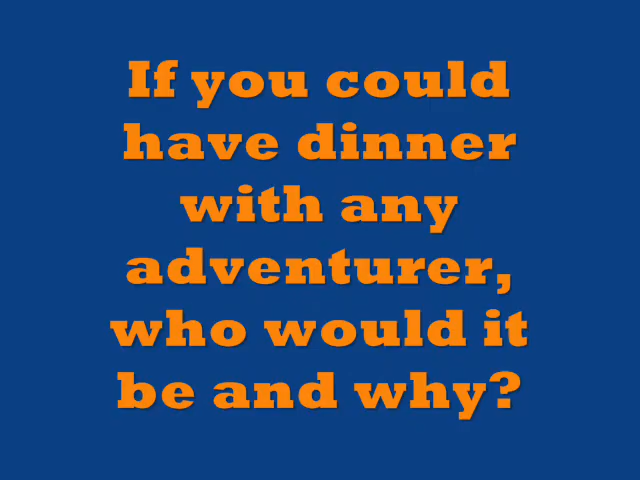 If you could
have dinner
with any
adventurer,
who would it
be and why?